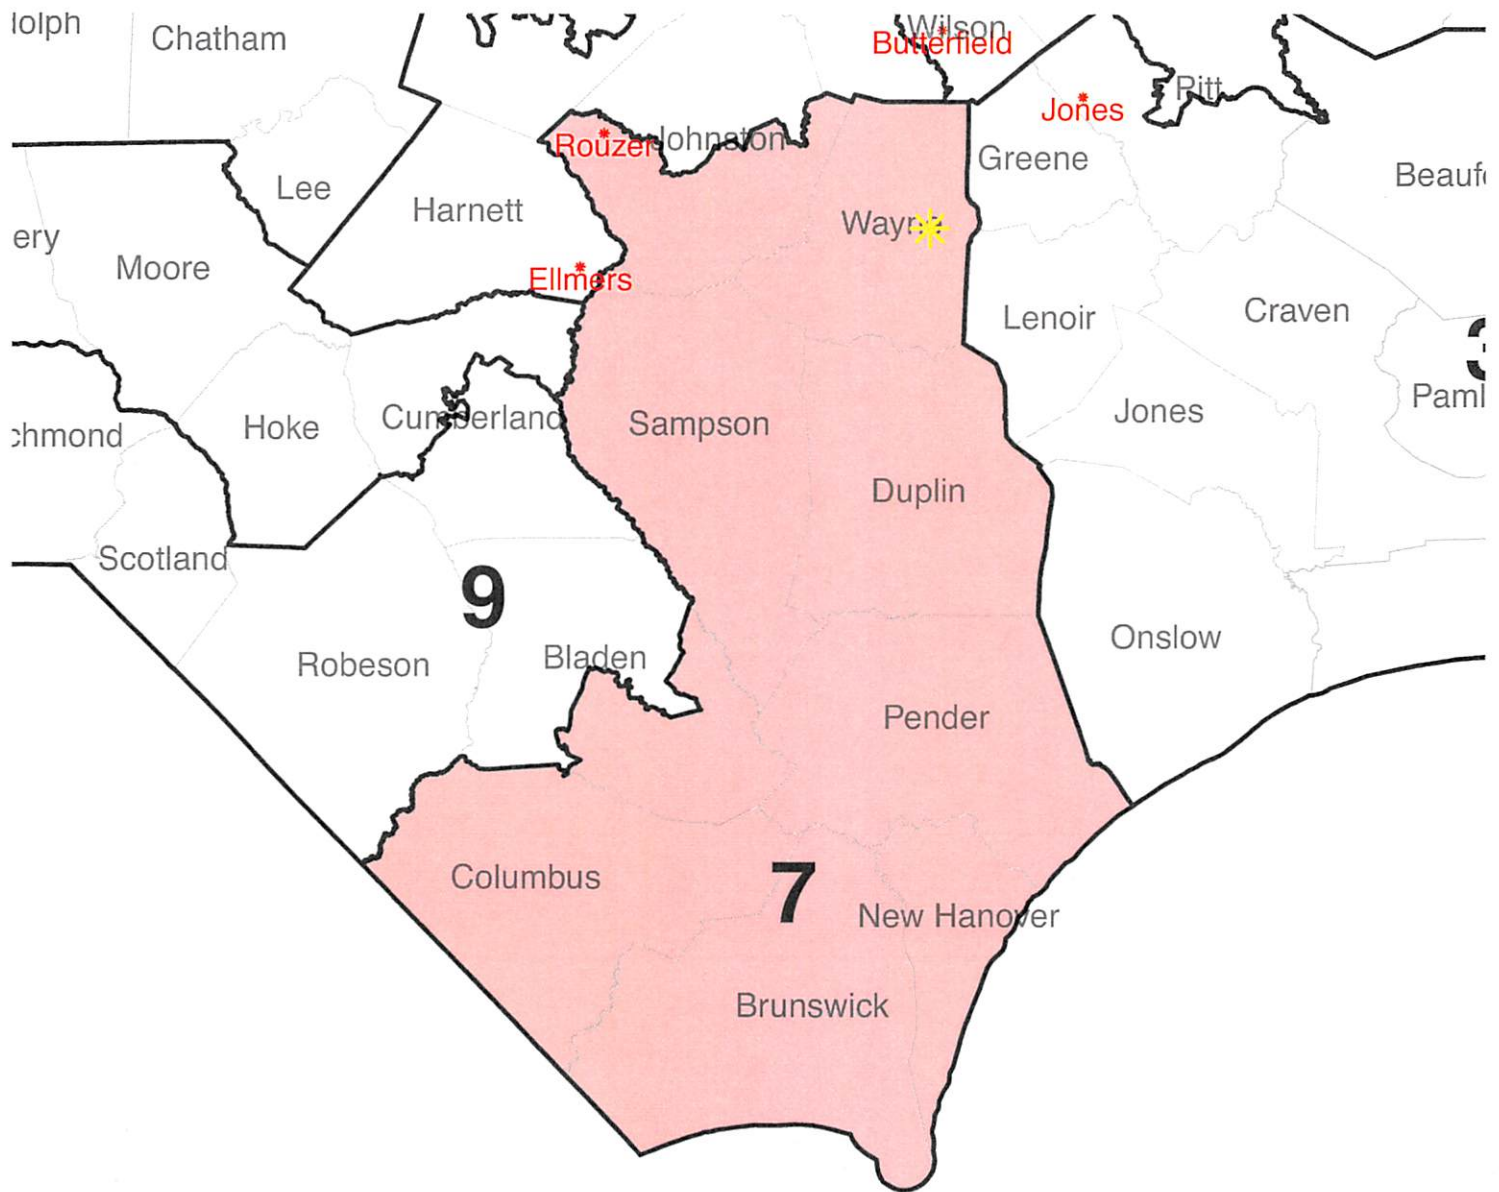 Chatham
Wilson
Butterfield
Jones
Pitt
Rouzer
Johnston
Greene
Beauf
Lee
Harnett
Wayne
ery
Moore
Ellmers
Lenoir
Craven
Paml
Jones
Hoke
Cumberland
Sampson
chmond
Duplin
Scotland
9
Robeson
Bladen
Onslow
Pender
Columbus
7
New Hanover
Brunswick